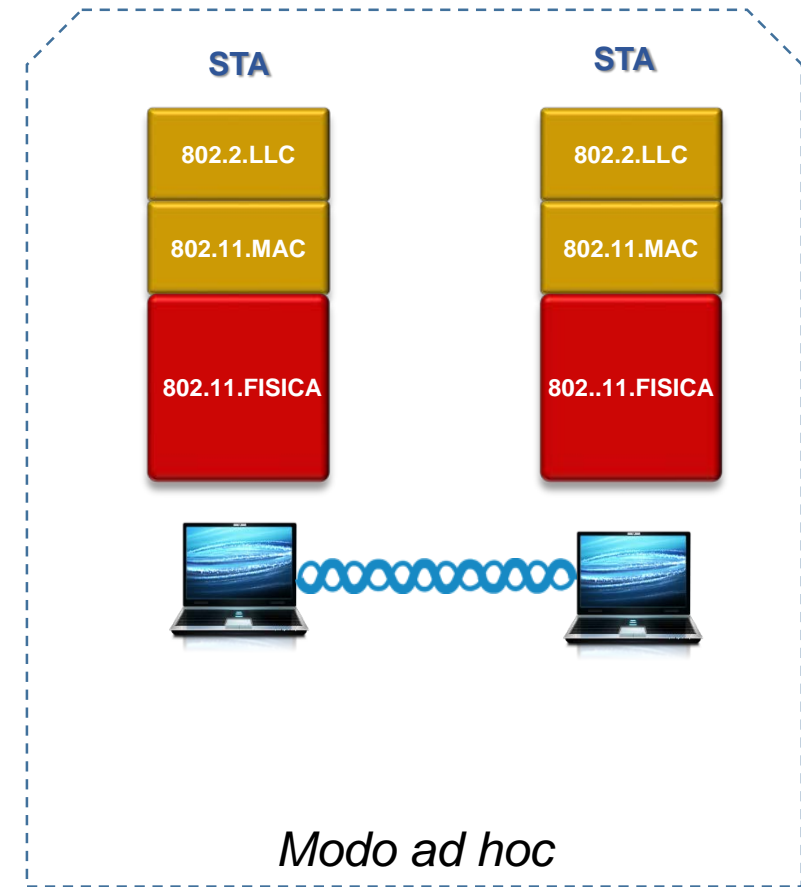 STA
STA
802.2.LLC
802.2.LLC
802.11.MAC
802.11.MAC
802.11.FISICA
802..11.FISICA
Modo ad hoc